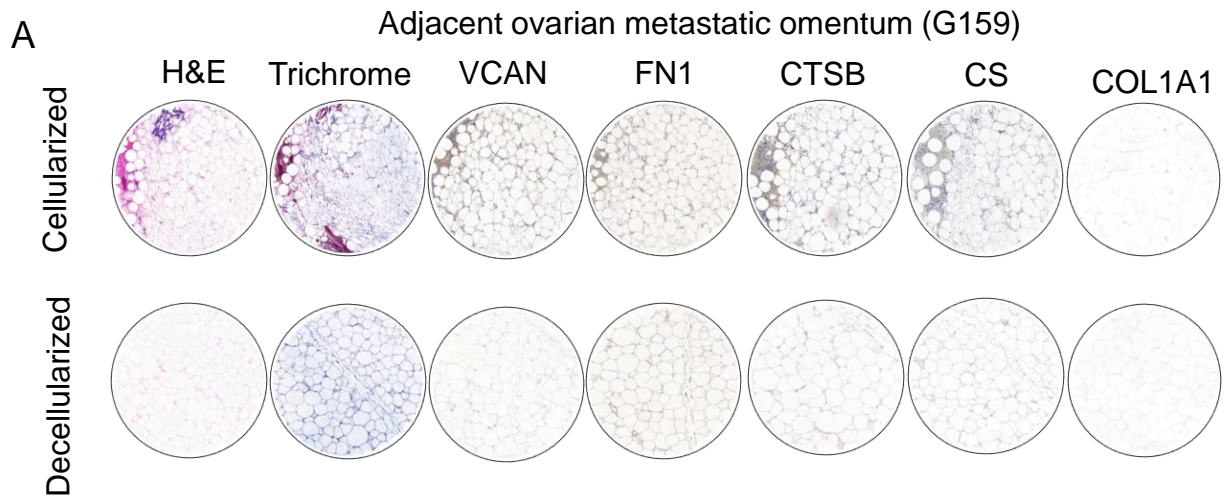 A
Adjacent ovarian metastatic omentum (G159)
H&E Trichrome VCAN FN1 CTSB CS COL1A1
Cellularized
Decellularized